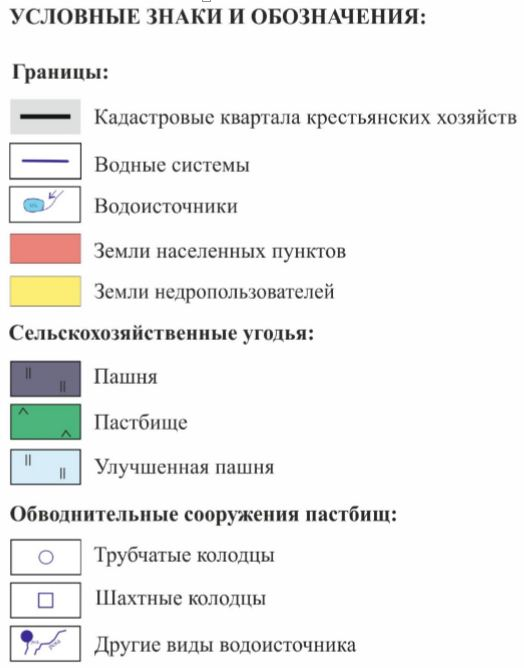 УСЛОВНЫЕ ЗНАКИ И ОБОЗНАЧЕНИЯ:
Границы:
Кадастровые квартала крестьянских хозяйств
Водные системы
Водоисточники
Земли населенных пунктов
Земли недропользователей
Сельскохозяйственные угодья:
Пашня
Пастбище
Улучшенная пашня
Обводнительные сооружения пастбищ:
Трубчатые колодцы
Шахтные колодцы
Другие виды водоисточника